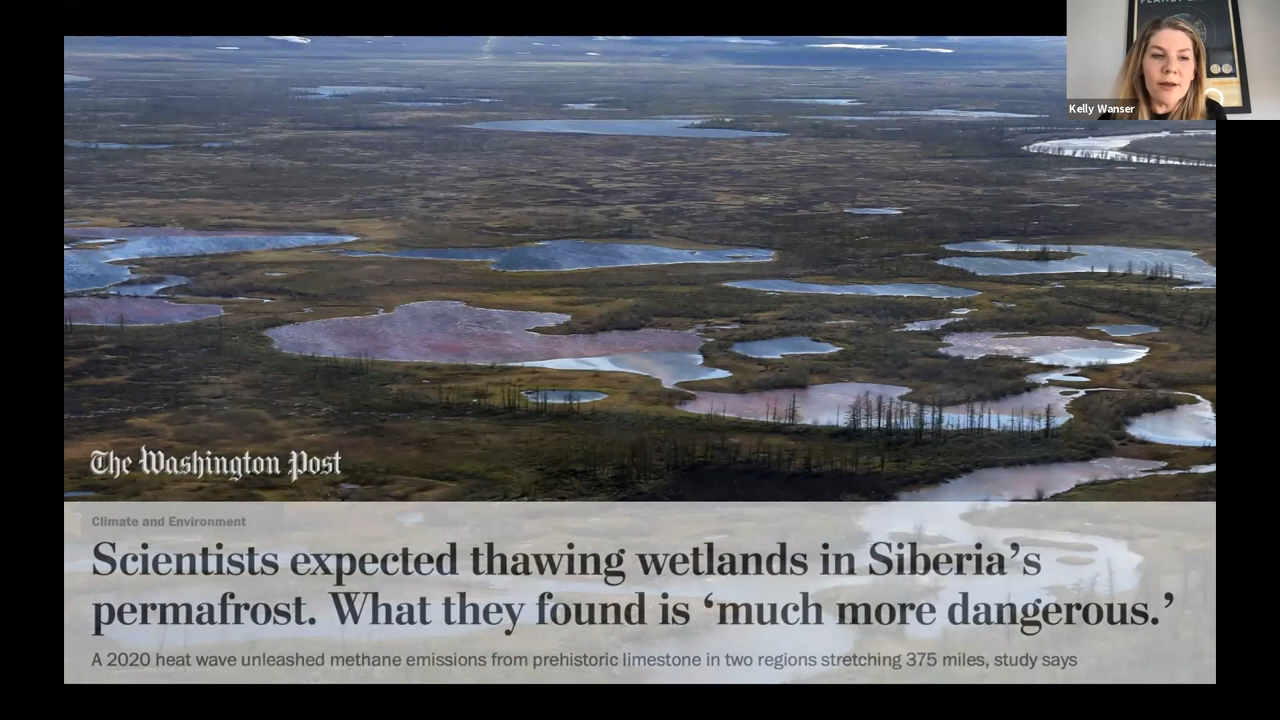 Kelly Wanser
The Washington Post
Climate and Environment
Scientists expected thawing wetlands in Siberia’s
permafrost. What they found is ‘much more dangerous.’
A 2020 heat wave unleashed methane emissions from prehistoric limestone in two regions stretching 375 miles, study says